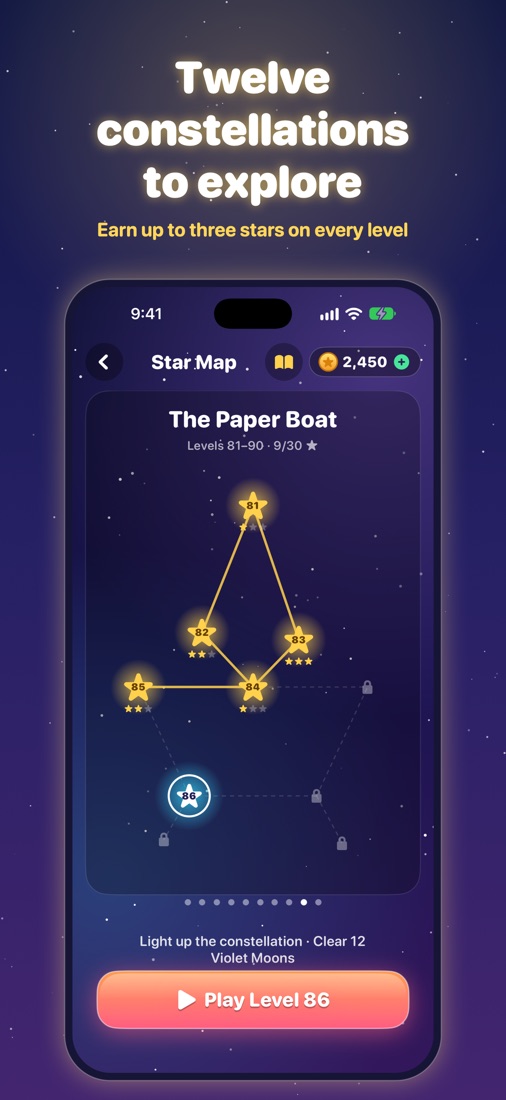 Twelve
constellations
to explore
Earn up to three stars on every level
9:41
Star Map
2,450
The Paper Boat
Levels 81–90 · 9/30 ★
81
82
83
85
84
86
Light up the constellation · Clear 12
Violet Moons
Play Level 86